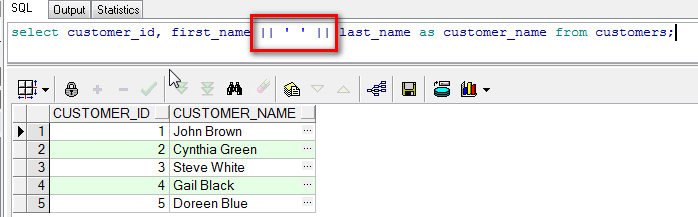 SQL Output Statistics
select customer_id, first_name || ' ' || last_name as customer_name from customers;
CUSTOMER_ID CUSTOMER_NAME
1 1 John Brown ...
2 2 Cynthia Green ...
3 3 Steve White ...
4 4 Gail Black ...
5 5 Doreen Blue ...